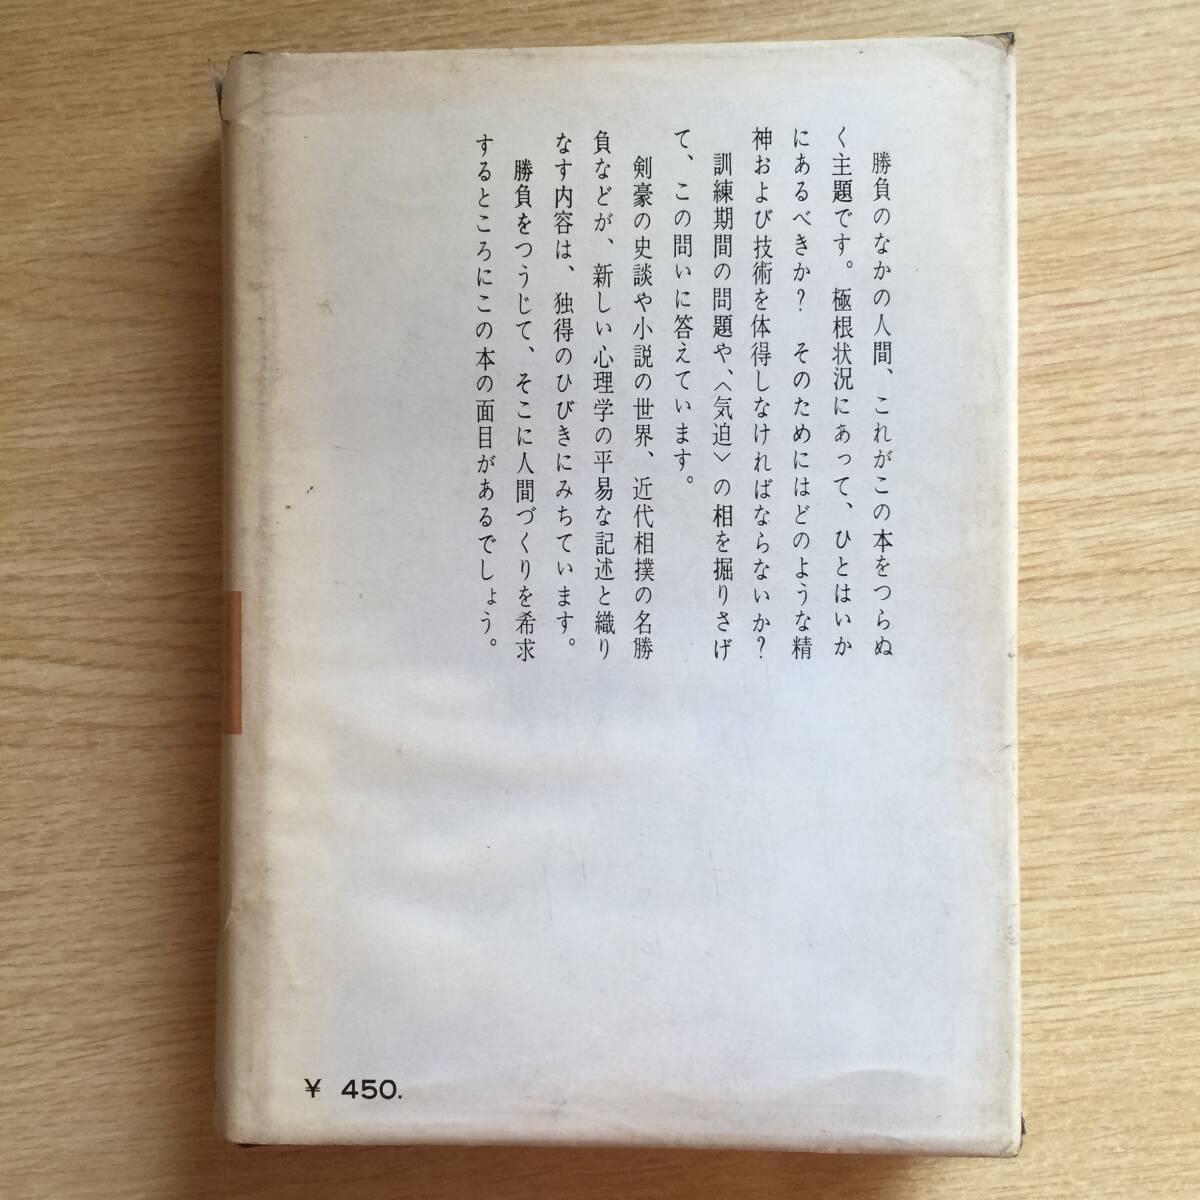 勝負のなかの人間、これがこの本をつらぬ
く主題です。極根状況にあって、ひとはいか
にあるべきか? そのためにはどのような精
神および技術を体得しなければならないか?
訓練期間の問題や、〈気迫〉の相を掘りさげ
て、この問いに答えています。
剣豪の史談や小説の世界、近代相撲の名勝
負などが、新しい心理学の平易な記述と織り
なす内容は、独得のひびきにみちています。
勝負をつうじて、そこに人間づくりを希求
するところにこの本の面目があるでしょう。
¥ 450.